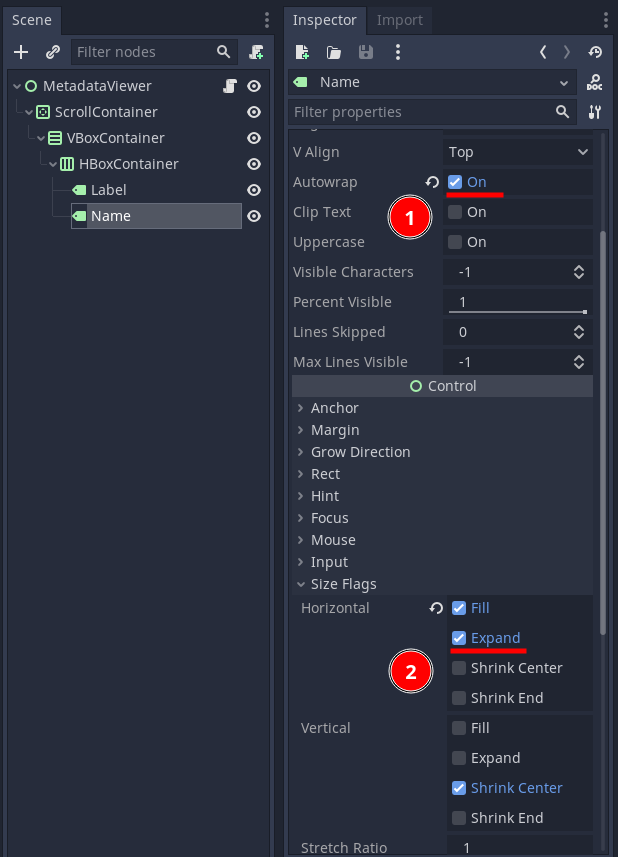 Scene
Filter nodes
MetadataViewer
ScrollContainer
VBoxContainer
HBoxContainer
Label
Name
Inspector Import
Name
DOC
Filter properties
V Align Top
Autowrap On
1
Clip Text On
Uppercase On
Visible Characters -1
Percent Visible 1
Lines Skipped 0
Max Lines Visible -1
Control
Anchor
Margin
Grow Direction
Rect
Hint
Focus
Mouse
Input
Size Flags
Horizontal Fill
Expand
2
Shrink Center
Shrink End
Vertical Fill
Expand
Shrink Center
Shrink End
Stretch Ratio 1